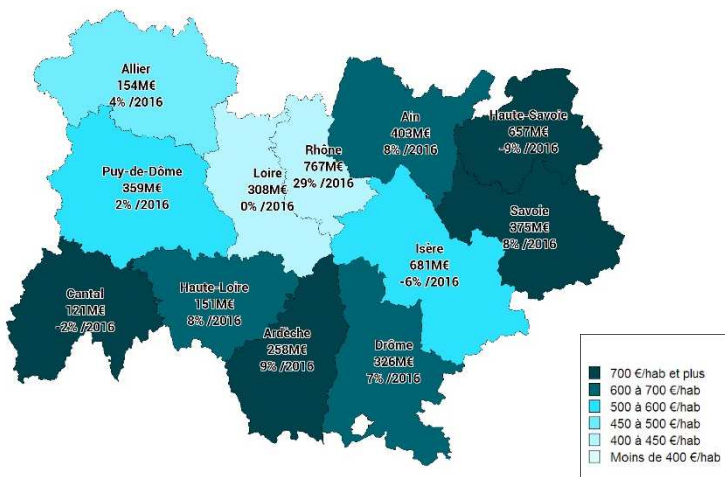 Allier
154M€
4% /2016
Ain
403M€
8% /2016
Haute-Savoie
657M€
-9% /2016
Rhône
767M€
29% /2016
Loire
308M€
0% /2016
Puy-de-Dôme
359M€
2% /2016
Savoie
375M€
8% /2016
Isère
681M€
-6% /2016
Cantal
121M€
-2% /2016
Haute-Loire
151M€
8% /2016
Ardèche
258M€
9% /2016
Drôme
326M€
7% /2016
700 €/hab et plus
600 à 700 €/hab
500 à 600 €/hab
450 à 500 €/hab
400 à 450 €/hab
Moins de 400 €/hab